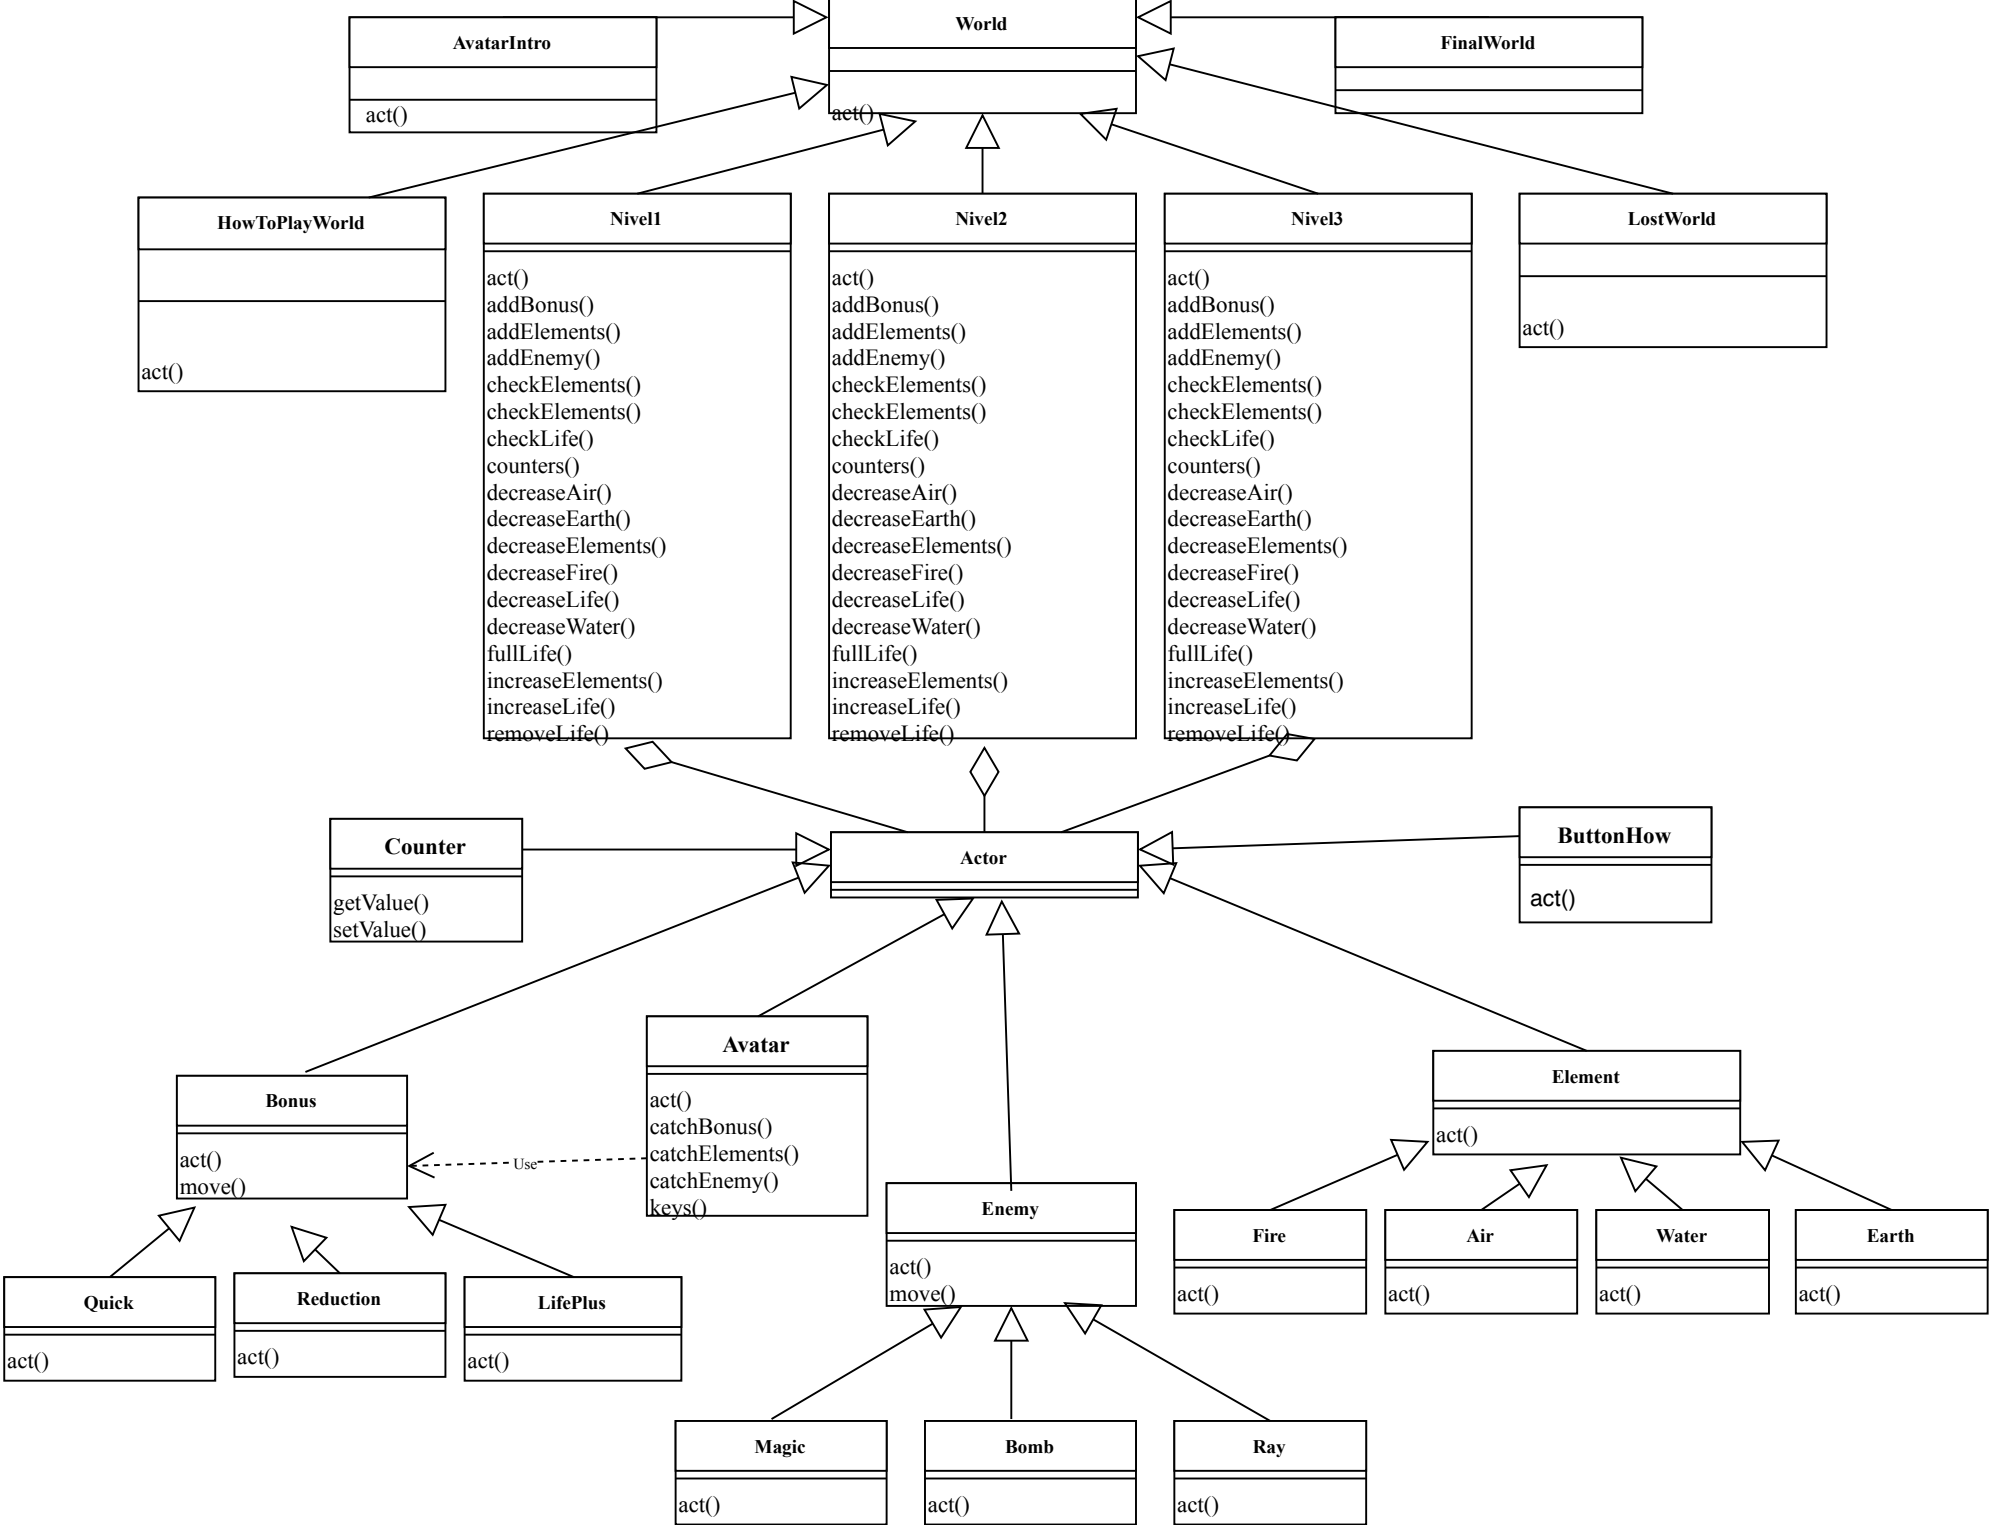 World
AvatarIntro
FinalWorld
act()
act()
HowToPlayWorld
act()
Nivel1
act()
addBonus()
addElements()
addEnemy()
checkElements()
checkElements()
checkLife()
counters()
decreaseAir()
decreaseEarth()
decreaseElements()
decreaseFire()
decreaseLife()
decreaseWater()
fullLife()
increaseElements()
increaseLife()
removeLife()
Nivel2
act()
addBonus()
addElements()
addEnemy()
checkElements()
checkElements()
checkLife()
counters()
decreaseAir()
decreaseEarth()
decreaseElements()
decreaseFire()
decreaseLife()
decreaseWater()
fullLife()
increaseElements()
increaseLife()
removeLife()
Nivel3
act()
addBonus()
addElements()
addEnemy()
checkElements()
checkElements()
checkLife()
counters()
decreaseAir()
decreaseEarth()
decreaseElements()
decreaseFire()
decreaseLife()
decreaseWater()
fullLife()
increaseElements()
increaseLife()
removeLife()
LostWorld
act()
Counter
getValue()
setValue()
Actor
ButtonHow
act()
Bonus
act()
move()
Use
Avatar
act()
catchBonus()
catchElements()
catchEnemy()
keys()
Enemy
act()
move()
Element
act()
Quick
act()
Reduction
act()
LifePlus
act()
Fire
act()
Air
act()
Water
act()
Earth
act()
Magic
act()
Bomb
act()
Ray
act()